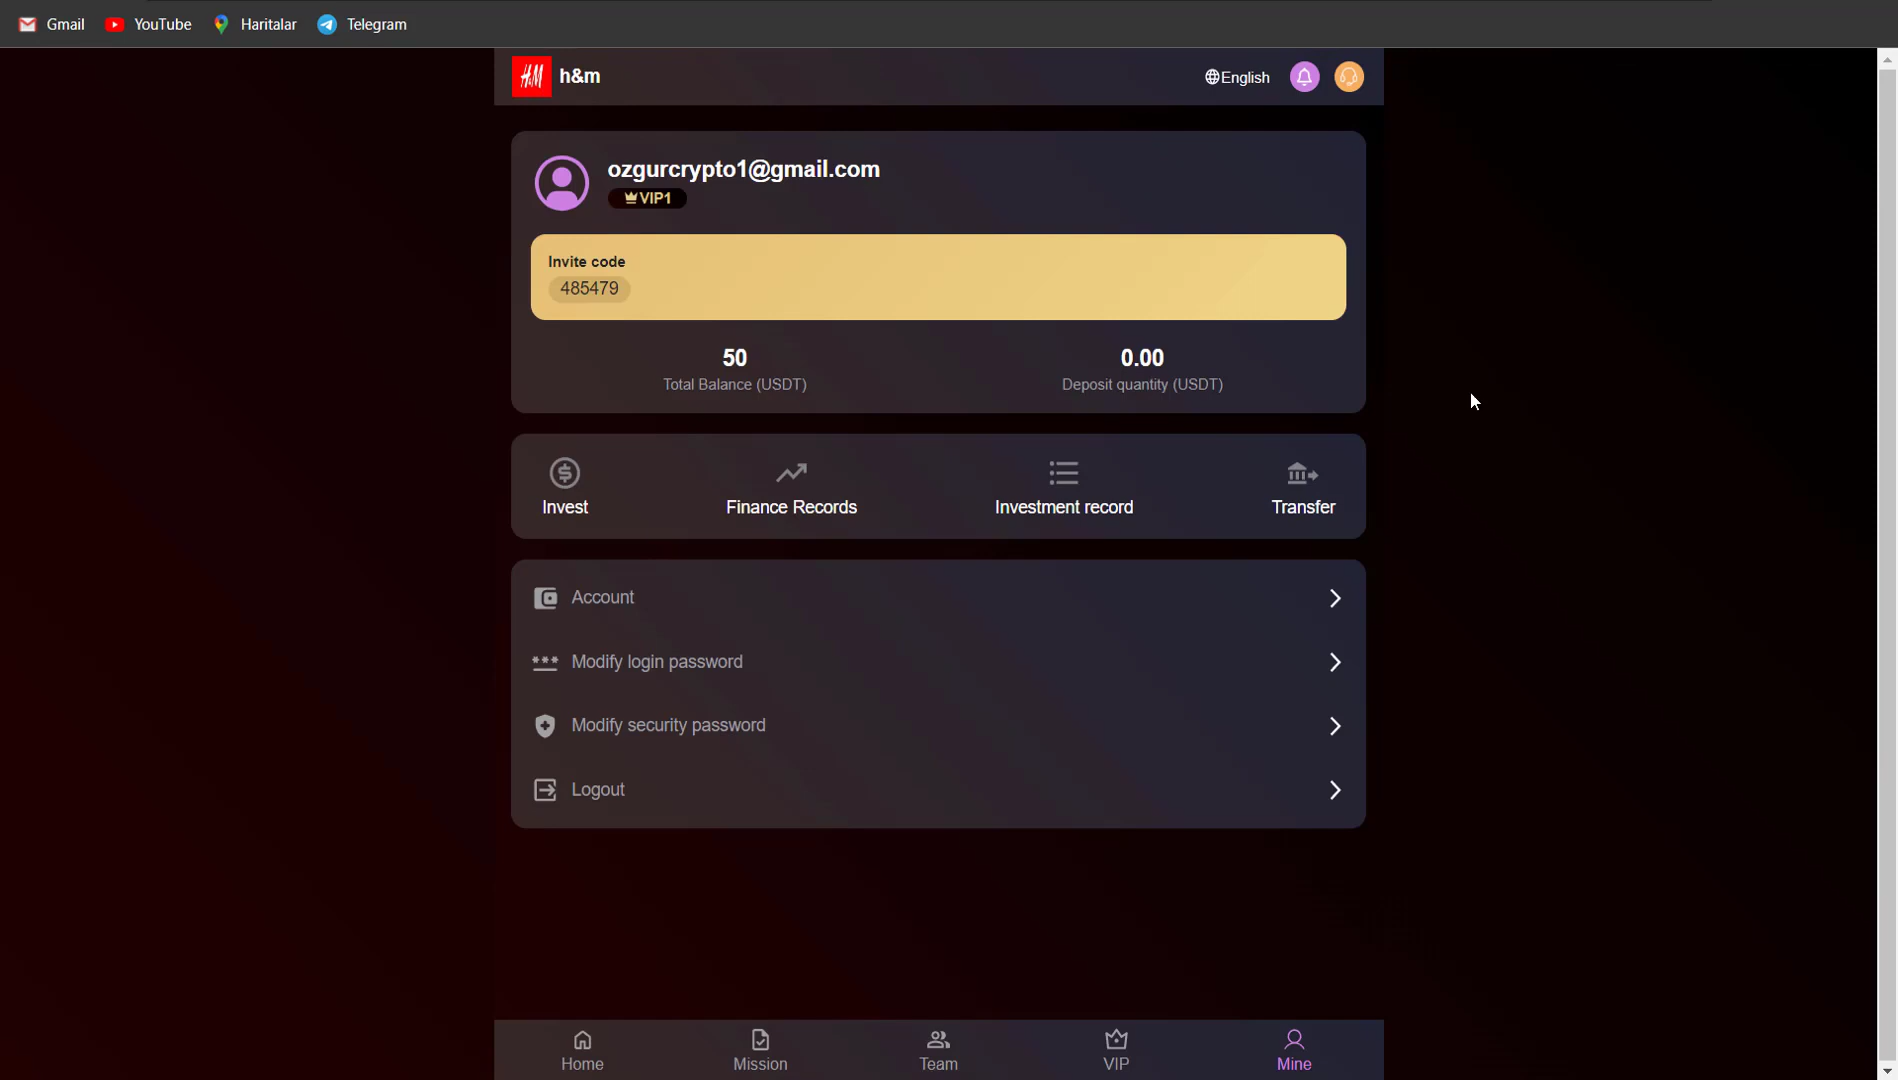 Gmail YouTube Haritalar Telegram
H&M h&m English
ozgurcrypto1@gmail.com
VIP1
Invite code
485479
50 0.00
Total Balance (USDT) Deposit quantity (USDT)
Invest Finance Records Investment record Transfer
Account
Modify login password
Modify security password
Logout
Home Mission Team VIP Mine